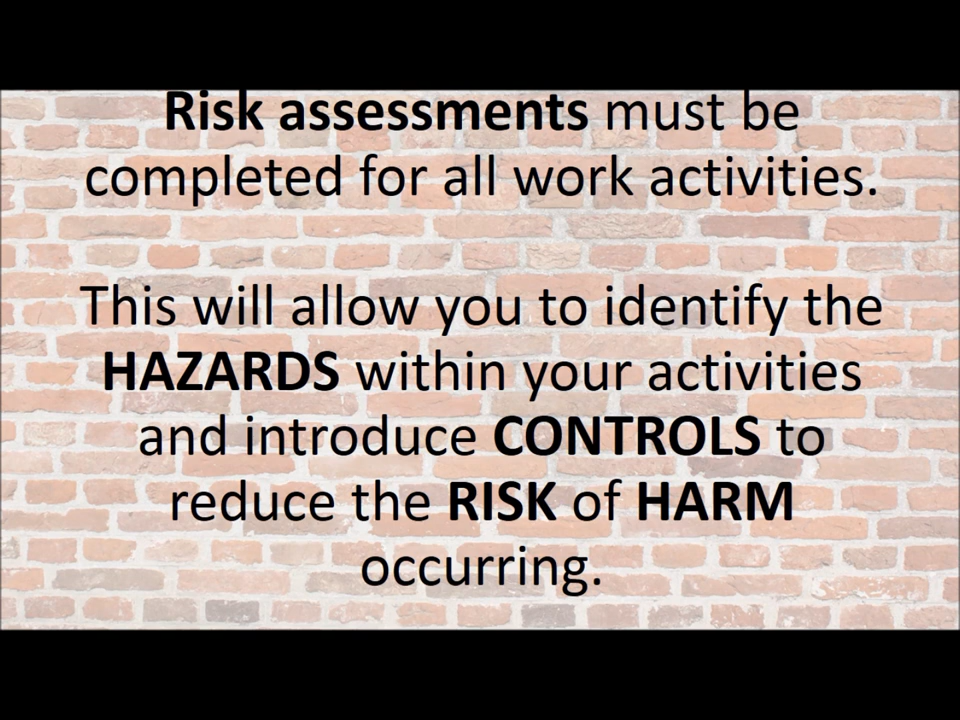 Risk assessments must be
completed for all work activities.
This will allow you to identify the
HAZARDS within your activities
and introduce CONTROLS to
reduce the RISK of HARM
occurring.